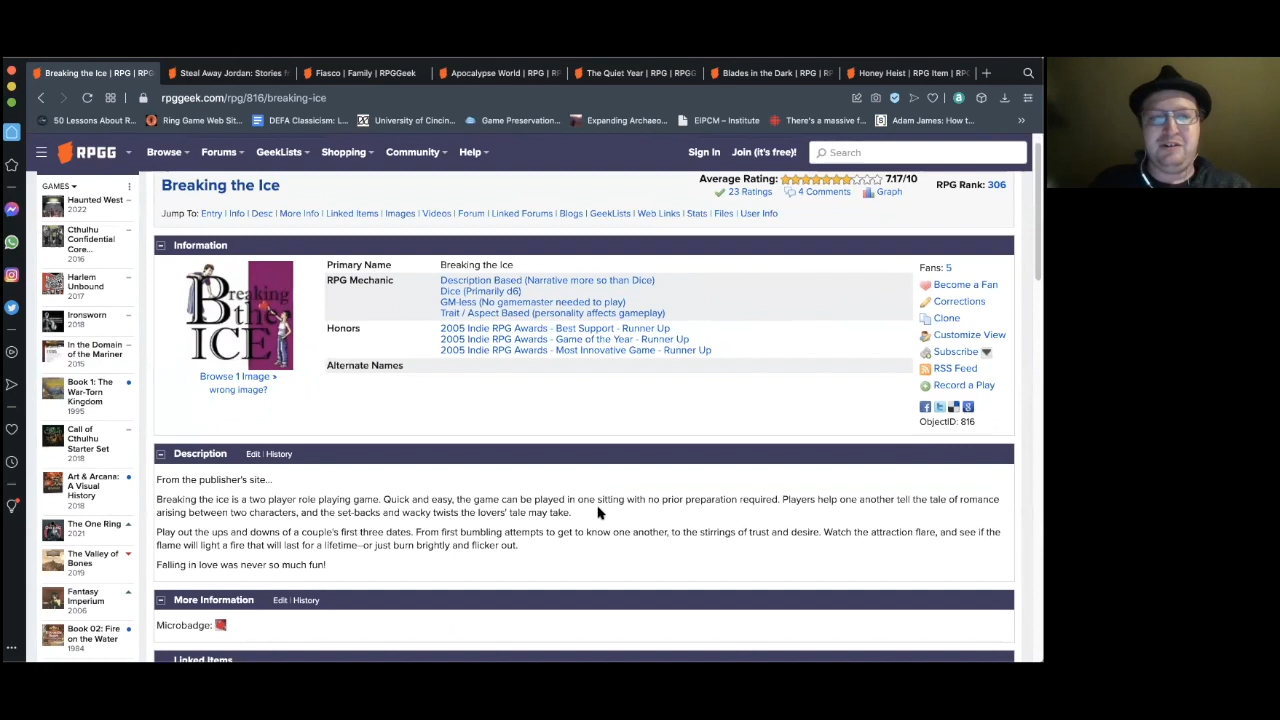 Breaking the Ice | RPG | RPG
Steal Away Jordan: Stories f
Fiasco | Family | RPGGeek
Apocalypse World | RPG | RP
The Quiet Year | RPG | RPGG
Blades in the Dark | RPG | RP
Honey Heist | RPG Item | RPG
rpggeek.com/rpg/816/breaking-ice
50 Lessons About R...
Ring Game Web Sit...
DEFA Classicism, I...
University of Cincin...
Game Preservation...
Expanding Archaeo...
EIPCM – Institute
There's a massive f...
Adam James: How t...
RPGG
Browse
Forums
GeekLists
Shopping
Community
Help
Sign In
Join (it's free!)
Search
GAMES
Haunted West
2022
Cthulhu
Confidential
Core...
2016
Harlem
Unbound
2017
Ironsworn
2018
In the Domain
of the Mariner
2015
Book 1: The
War-Torn
Kingdom
1995
Call of
Cthulhu
Starter Set
2018
Art & Arcana:
A Visual
History
2018
The One Ring
2011
The Valley of
Bones
2019
Fantasy
Imperium
2006
Book 02: Fire
on the Water
1984
Breaking the Ice
Average Rating:
7.17/10
23 Ratings
4 Comments
Graph
RPG Rank: 306
Jump To: Entry | Info | Desc | More Info | Linked Items | Images | Videos | Forum | Linked Forums | Blogs | GeekLists | Web Links | Stats | Files | User Info
Information
Breaking
the
ICE
Browse 1 Image »
wrong image?
Primary Name
Breaking the Ice
RPG Mechanic
Description Based (Narrative more so than Dice)
Dice (Primarily d6)
GM-less (No gamemaster needed to play)
Trait / Aspect Based (personality affects gameplay)
Honors
2005 Indie RPG Awards - Best Support - Runner Up
2005 Indie RPG Awards - Game of the Year - Runner Up
2005 Indie RPG Awards - Most Innovative Game - Runner Up
Alternate Names
Fans: 5
Become a Fan
Corrections
Clone
Customize View
Subscribe
RSS Feed
Record a Play
ObjectID: 816
Description
Edit | History
From the publisher's site...
Breaking the ice is a two player role playing game. Quick and easy, the game can be played in one sitting with no prior preparation required. Players help one another tell the tale of romance
arising between two characters, and the set-backs and wacky twists the lovers' tale may take.
Play out the ups and downs of a couple's first three dates. From first bumbling attempts to get to know one another, to the stirrings of trust and desire. Watch the attraction flare, and see if the
flame will light a fire that will last for a lifetime--or just burn brightly and flicker out.
Falling in love was never so much fun!
More Information
Edit | History
Microbadge:
Linked Items